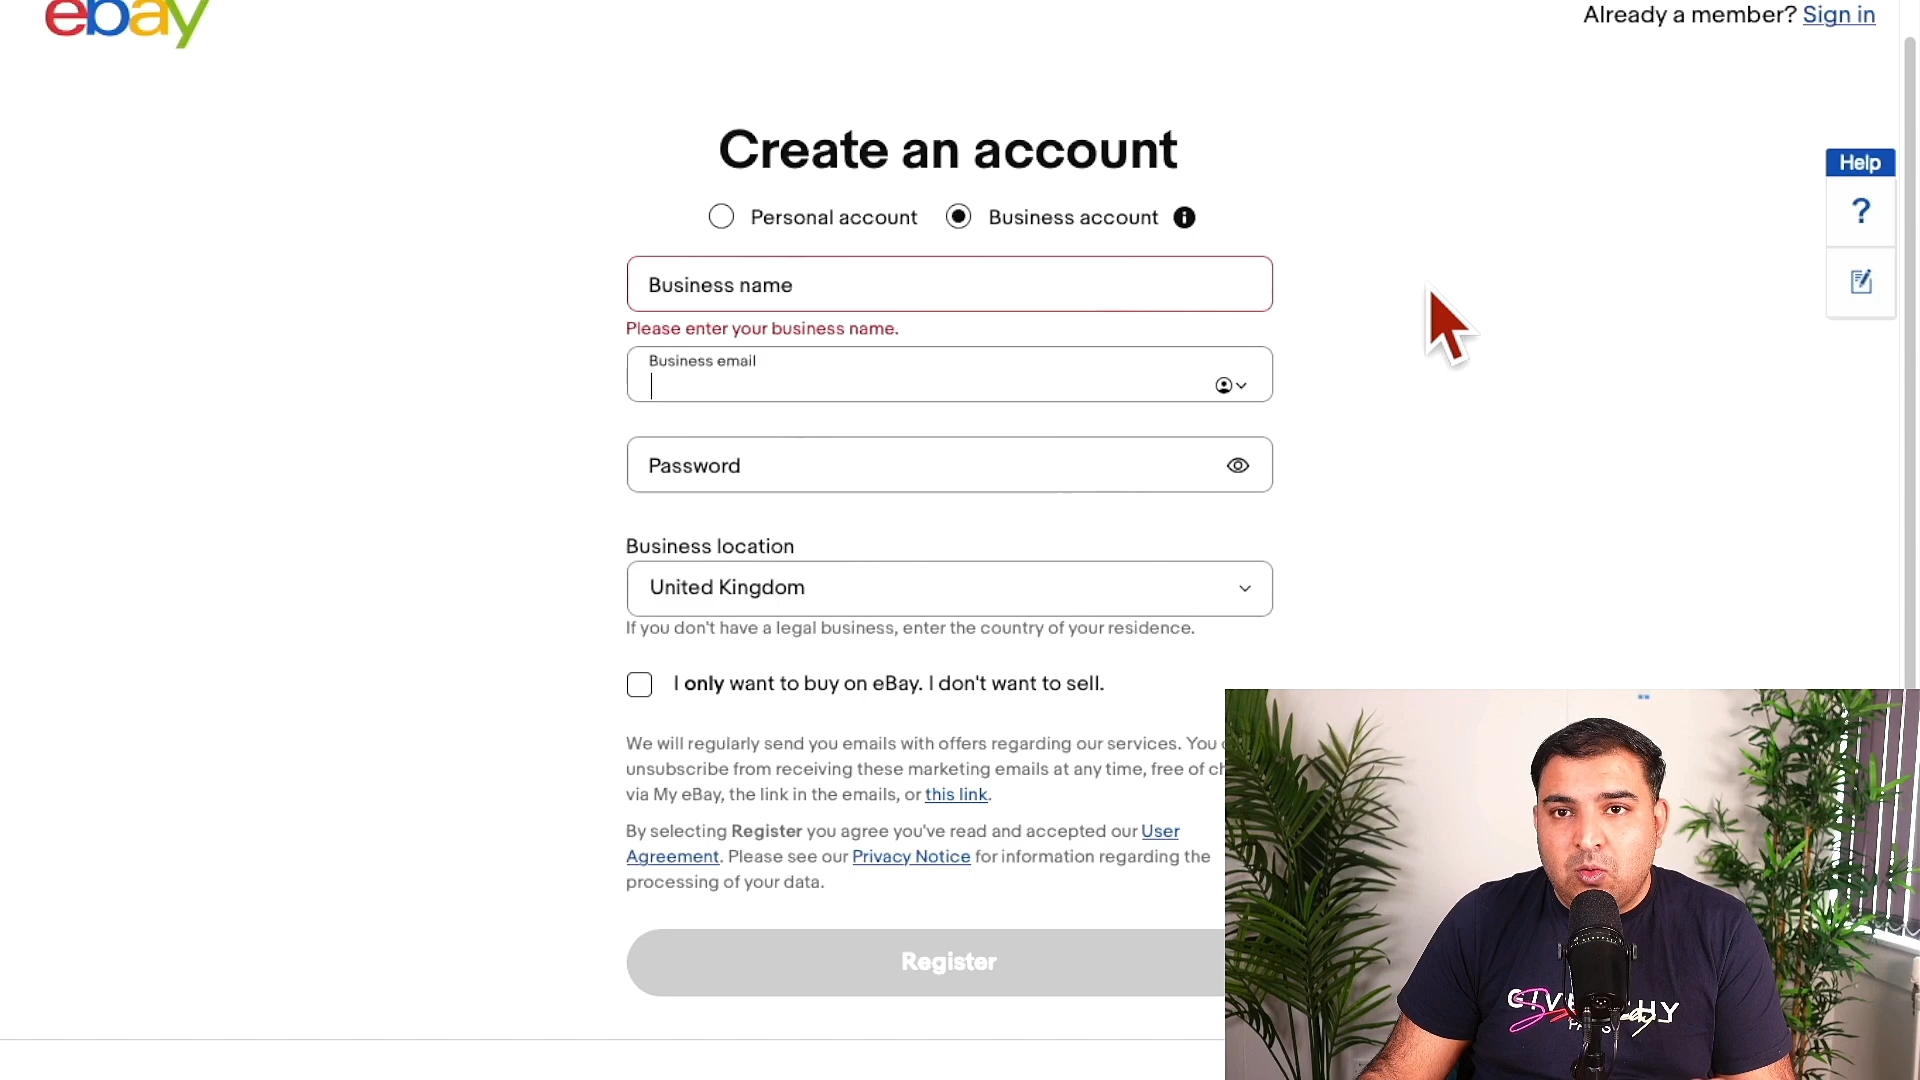 ebay
Already a member? Sign in
Create an account
Help
Personal account
Business account
Business name
?
Please enter your business name.
Business email
Password
Business location
United Kingdom
If you don't have a legal business, enter the country of your residence.
I only want to buy on eBay. I don't want to sell.
We will regularly send you emails with offers regarding our services. You
unsubscribe from receiving these marketing emails at any time, free of
via My eBay, the link in the emails, or this link.
By selecting Register you agree you've read and accepted our User
Agreement. Please see our Privacy Notice for information regarding the
processing of your data.
Register